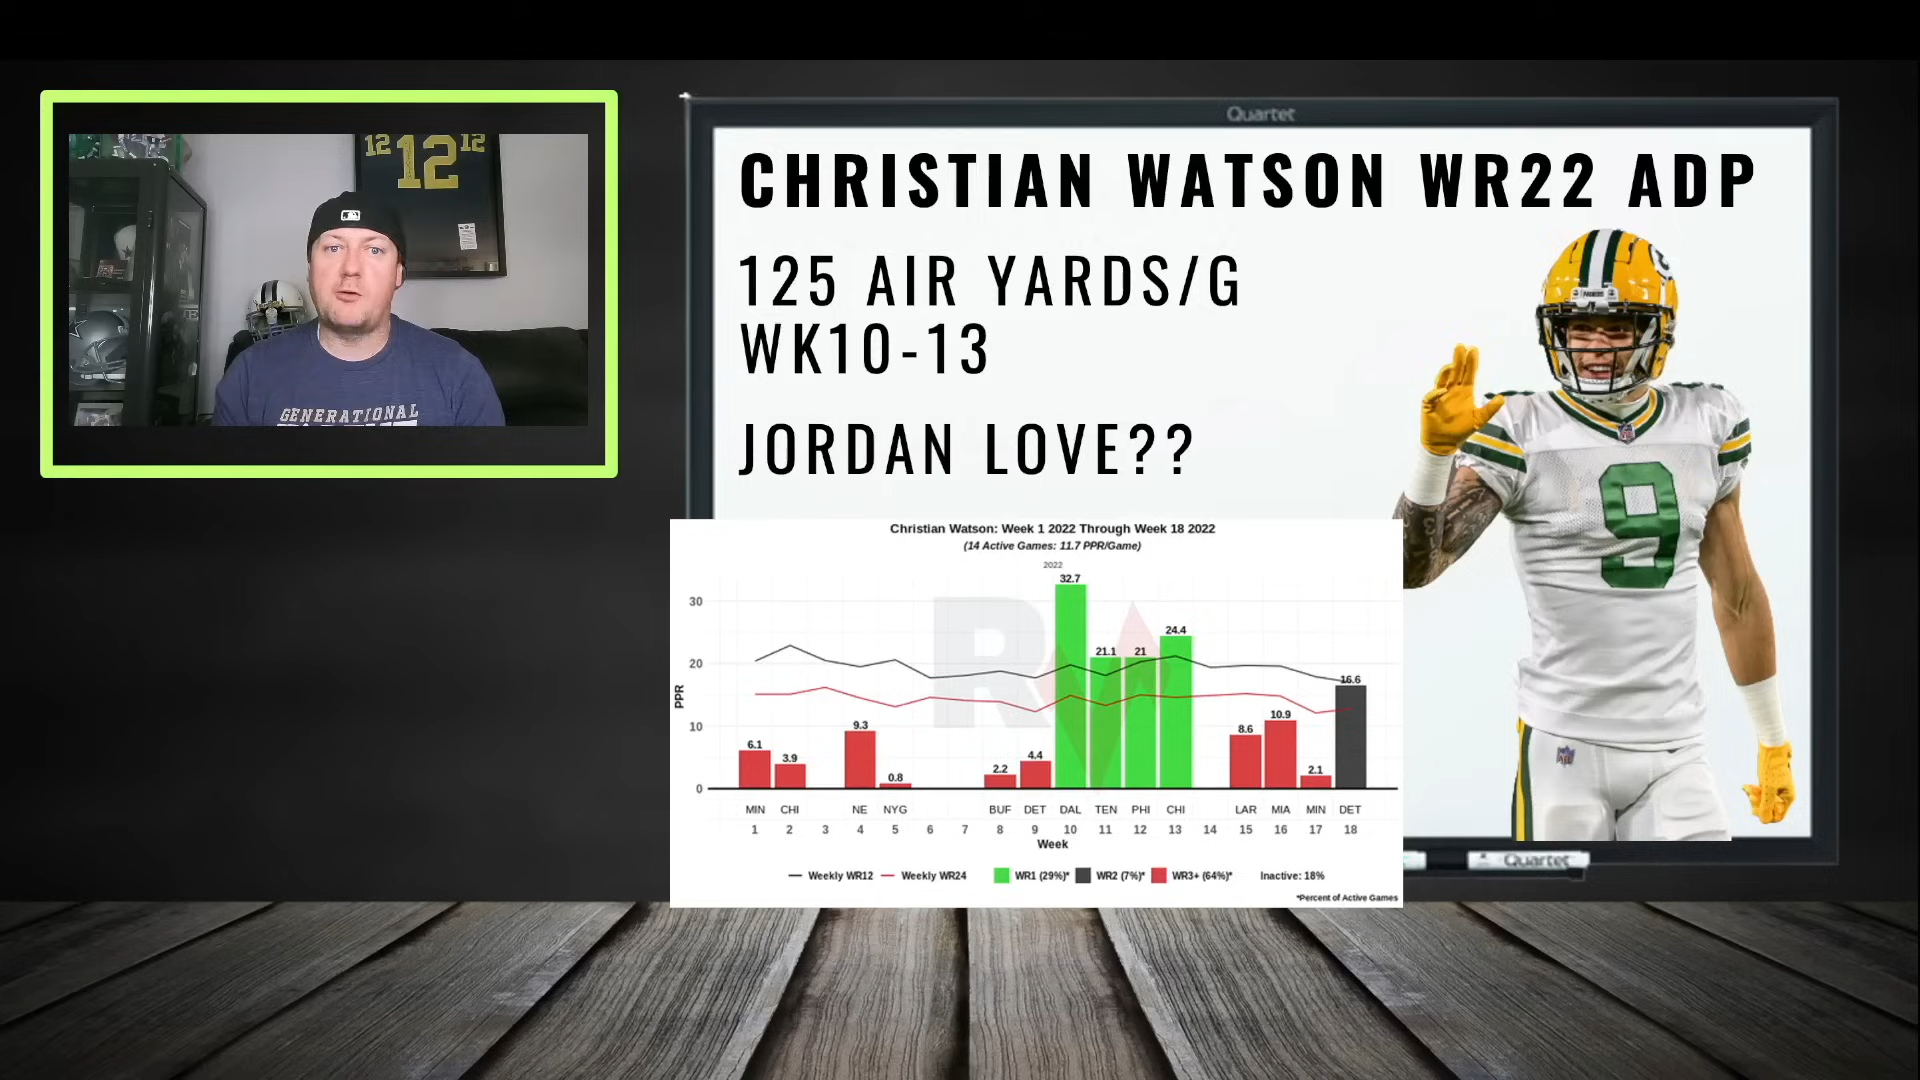 Quartet
12 12 12
GENERATIONAL
CHRISTIAN WATSON WR22 ADP
125 AIR YARDS/G
WK10-13
JORDAN LOVE??
9
Christian Watson: Week 1 2022 Through Week 18 2022
(14 Active Games: 11.7 PPR/Game)
2022
PPR
30
20
10
0
6.1 3.9 9.3 0.8 2.2 4.4 32.7 21.1 21 24.4 8.6 10.9 2.1 16.6
MIN CHI NE NYG BUF DET DAL TEN PHI CHI LAR MIA MIN DET
1 2 3 4 5 6 7 8 9 10 11 12 13 14 15 16 17 18
Week
Weekly WR12 Weekly WR24 WR1 (29%)* WR2 (7%)* WR3+ (64%)* Inactive: 18%
*Percent of Active Games
Quartet